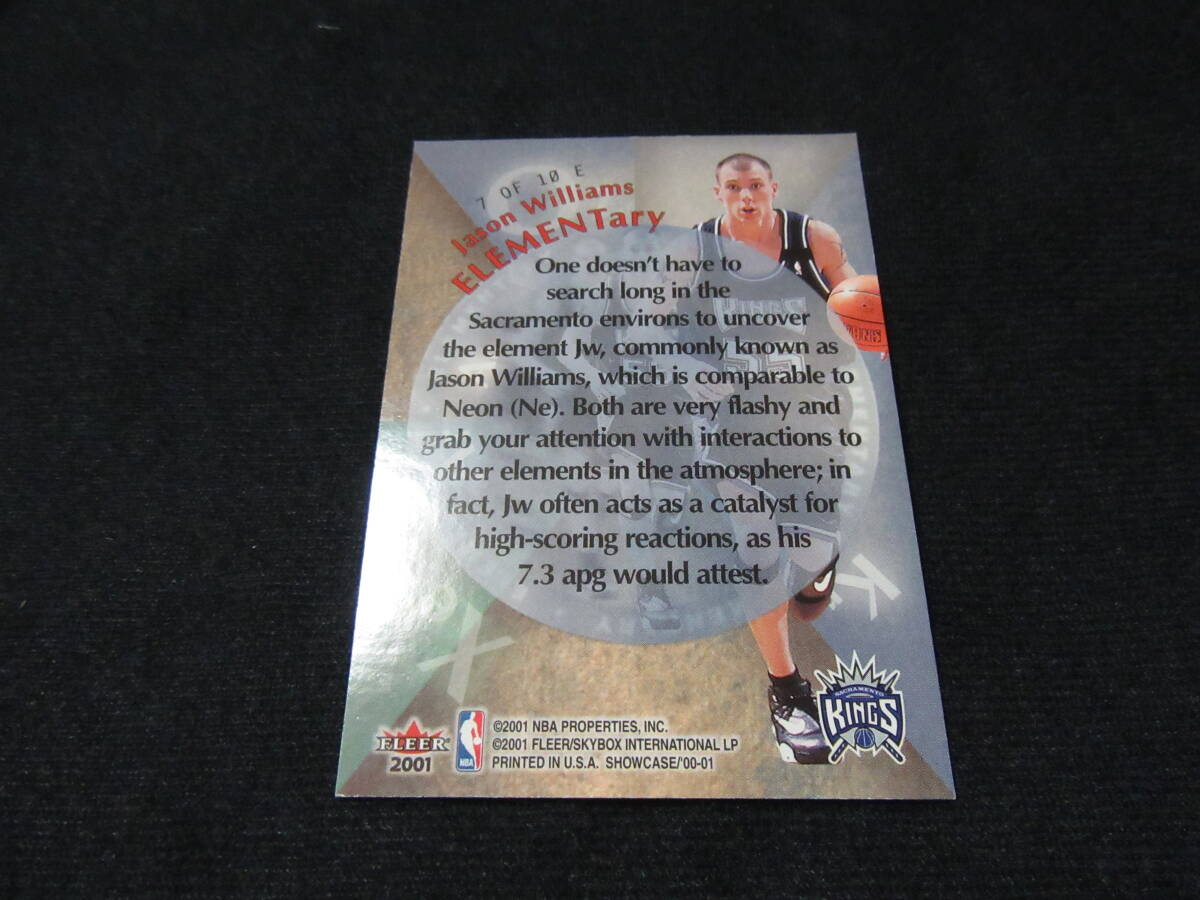 7 OF 10 E
Jason Williams
ELEMENTary
One doesn't have to
search long in the
Sacramento environs to uncover
the element Jw, commonly known as
Jason Williams, which is comparable to
Neon (Ne). Both are very flashy and
grab your attention with interactions to
other elements in the atmosphere; in
fact, Jw often acts as a catalyst for
high-scoring reactions, as his
7.3 apg would attest.
KINGS
55
SACRAMENTO
KINGS
FLEER
2001
NBA
©2001 NBA PROPERTIES, INC.
©2001 FLEER/SKYBOX INTERNATIONAL LP
PRINTED IN U.S.A. SHOWCASE/'00-01